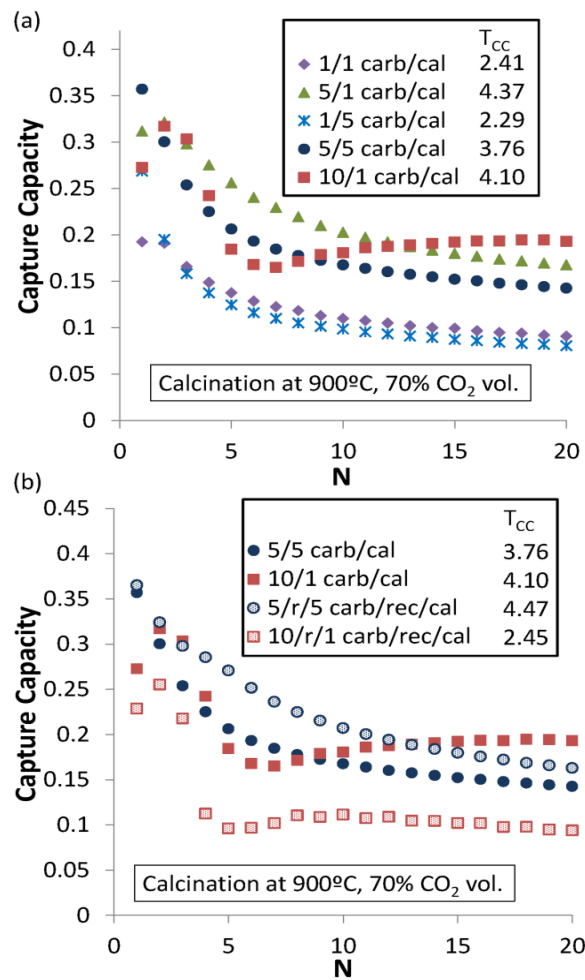 (a)
0.4
0.35
0.3
0.25
0.2
0.15
0.1
0.05
0
Capture Capacity
T_CC
1/1 carb/cal 2.41
5/1 carb/cal 4.37
1/5 carb/cal 2.29
5/5 carb/cal 3.76
10/1 carb/cal 4.10
Calcination at 900ºC, 70% CO₂ vol.
0 5 10 15 20
N
(b)
0.45
0.4
0.35
0.3
0.25
0.2
0.15
0.1
0.05
0
Capture Capacity
T_CC
5/5 carb/cal 3.76
10/1 carb/cal 4.10
5/r/5 carb/rec/cal 4.47
10/r/1 carb/rec/cal 2.45
Calcination at 900ºC, 70% CO₂ vol.
0 5 10 15 20
N